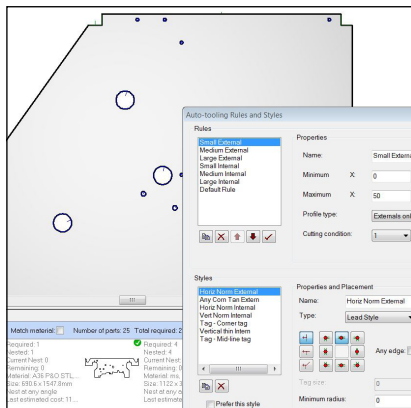 Auto-tooling Rules and Styles
Rules
Small External
Medium External
Large External
Small Internal
Medium Internal
Large Internal
Default Rule
Properties
Name: Small Externa
Minimum X: 0
Maximum X: 50
Profile type: Externals onl
Cutting condition: 1
Styles
Horiz Norm External
Any Corn Tan Extern
Horiz Norm Internal
Vert Norm Internal
Tag - Corner tag
Vertical thin Intern
Tag - Mid-line tag
Prefer this style
Properties and Placement
Name: Horiz Norm External
Type: Lead Style
Any edge:
Tag size: 0
Minimum radius: 0
Match material: Number of parts: 25 Total required: 2
Required: 1
Nested: 1
Current Nest: 0
Remaining: 0
Material: A36 P&O STL,
Size: 690.6 x 1547.8mm
Nest at any angle
Last estimated cost: 11...
Required: 4
Nested: 4
Current Nest: 0
Remaining: 0
Material: ms,
Size: 1122 x 3
Nest at any a
Last estimate